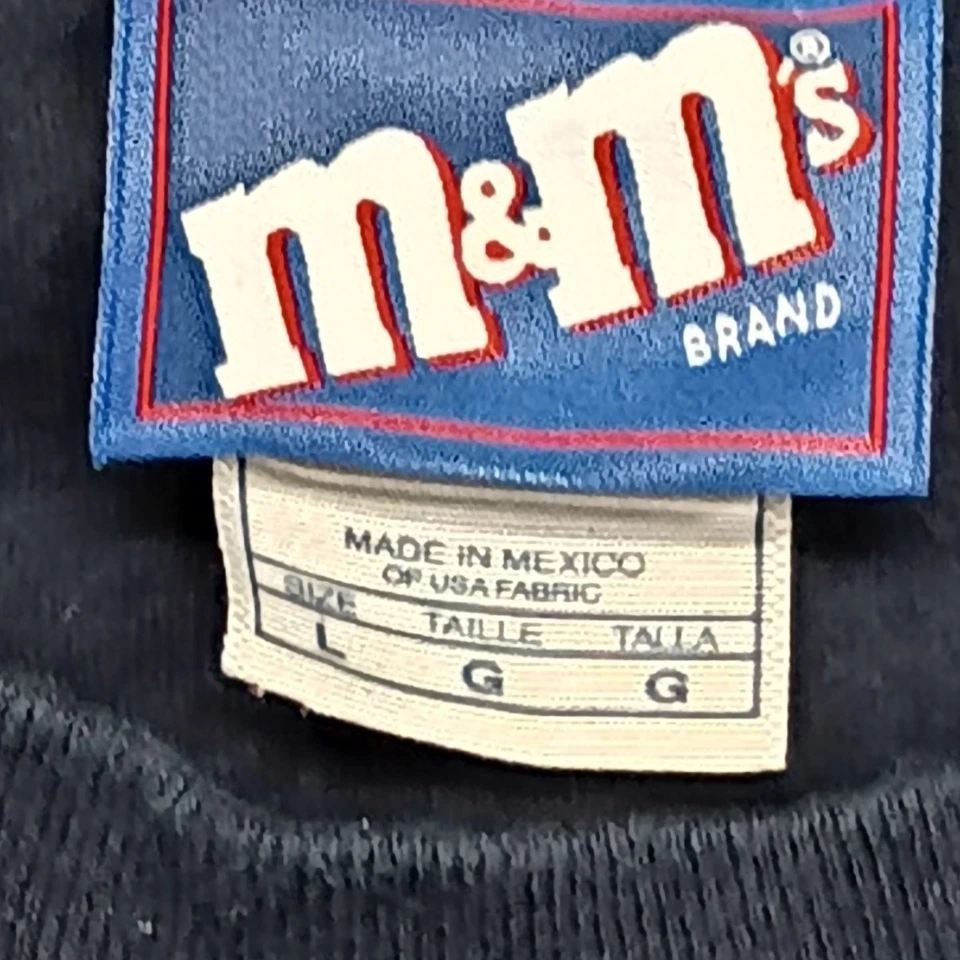 m&m's®
BRAND
MADE IN MEXICO
OF USA FABRIC
SIZE TAILLE TALLA
L G G